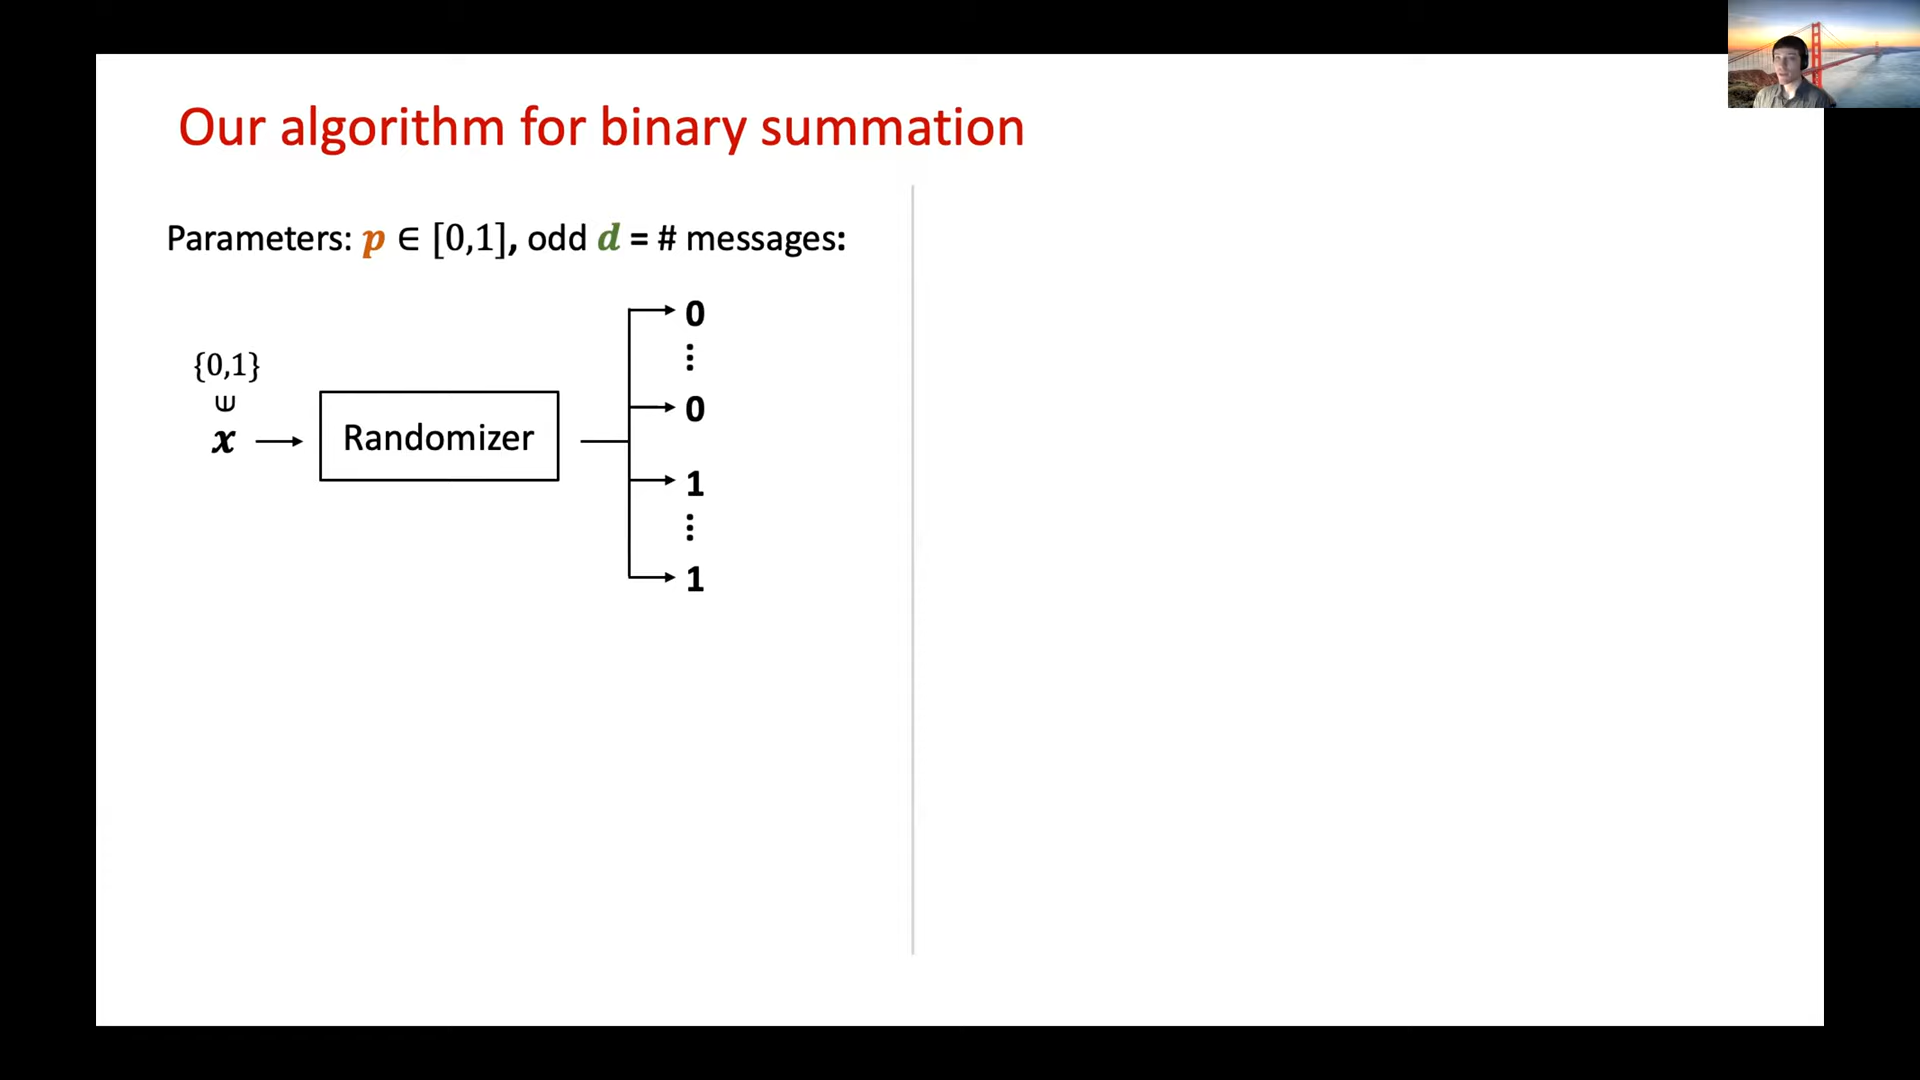 Our algorithm for binary summation
Parameters: p ∈ [0,1], odd d = # messages:
0
⋮
0
{0,1}
∈
x
Randomizer
1
⋮
1